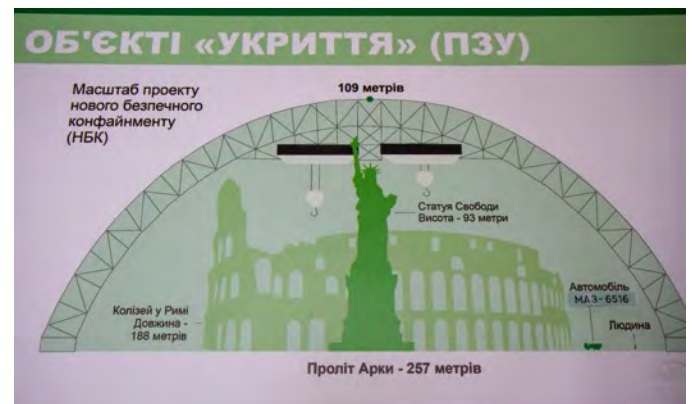 ОБ'ЄКТІ «УКРИТТЯ» (ПЗУ)
Масштаб проекту
нового безпечного
конфайнменту
(НБК)
109 метрів
Статуя Свободи
Висота - 93 метри
Колізей у Римі
Довжина -
188 метрів
Автомобіль
МАЗ-6516
Людина
Проліт Арки - 257 метрів